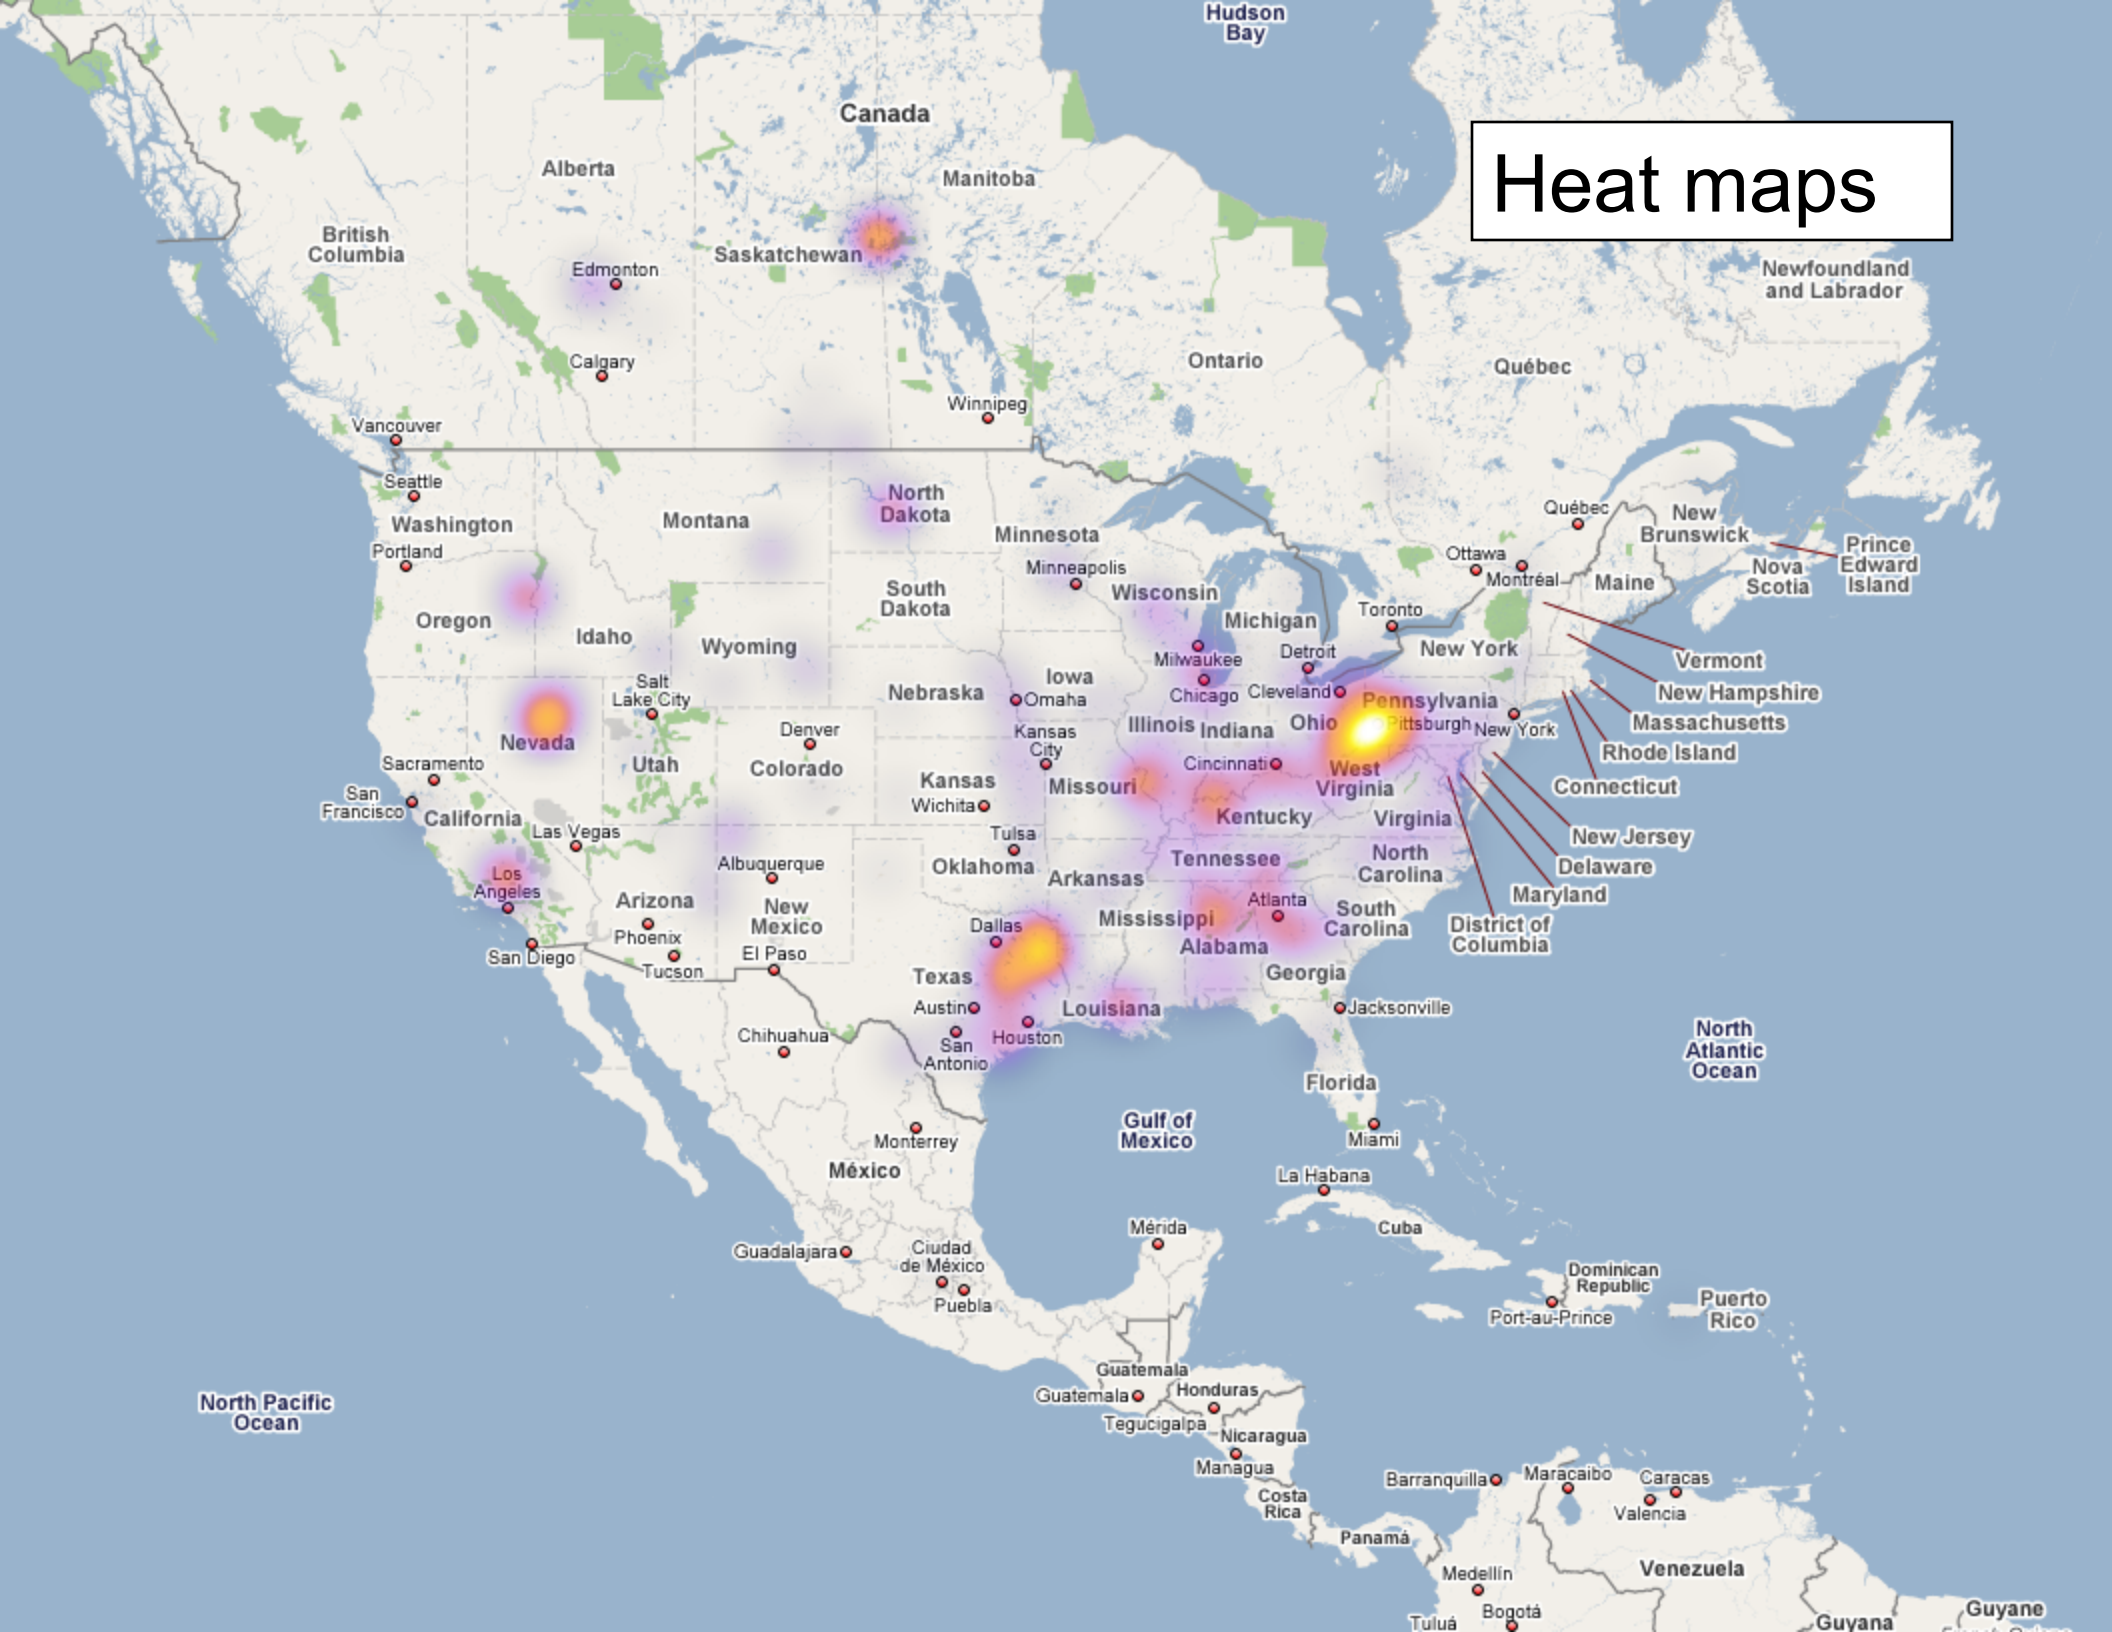 Hudson
Bay
Canada
Heat maps
Alberta
Manitoba
British
Columbia
Saskatchewan
Edmonton
Newfoundland
and Labrador
Calgary
Ontario
Québec
Winnipeg
Vancouver
Seattle
Washington
Montana
North
Dakota
Minnesota
Québec
New
Brunswick
Prince
Edward
Island
Nova
Scotia
Portland
Minneapolis
Ottawa
Montréal
Maine
South
Dakota
Wisconsin
Michigan
Toronto
Oregon
Idaho
Wyoming
Milwaukee
Detroit
New York
Vermont
Salt
Lake City
Nebraska
Iowa
Omaha
Chicago
Cleveland
Pennsylvania
New Hampshire
Nevada
Denver
Colorado
Kansas
City
Illinois
Indiana
Ohio
Pittsburgh
New York
Massachusetts
Rhode Island
Sacramento
Utah
Kansas
Missouri
Cincinnati
West
Virginia
Connecticut
San
Francisco
California
Las Vegas
Wichita
Kentucky
Virginia
New Jersey
Tulsa
Oklahoma
Albuquerque
Tennessee
North
Carolina
Delaware
Los
Angeles
Arizona
New
Mexico
Arkansas
Maryland
Phoenix
Dallas
Mississippi
Atlanta
South
Carolina
District of
Columbia
San Diego
Tucson
El Paso
Alabama
Texas
Georgia
Austin
Louisiana
Jacksonville
Chihuahua
San
Antonio
Houston
North
Atlantic
Ocean
Florida
Gulf of
Mexico
Monterrey
Miami
México
La Habana
Mérida
Cuba
Guadalajara
Ciudad
de México
Puebla
Dominican
Republic
Port-au-Prince
Puerto
Rico
Guatemala
Guatemala
Honduras
Tegucigalpa
North Pacific
Ocean
Nicaragua
Managua
Barranquilla
Maracaibo
Caracas
Valencia
Costa
Rica
Panamá
Venezuela
Medellín
Bogotá
Tuluá
Guyana
Guyane